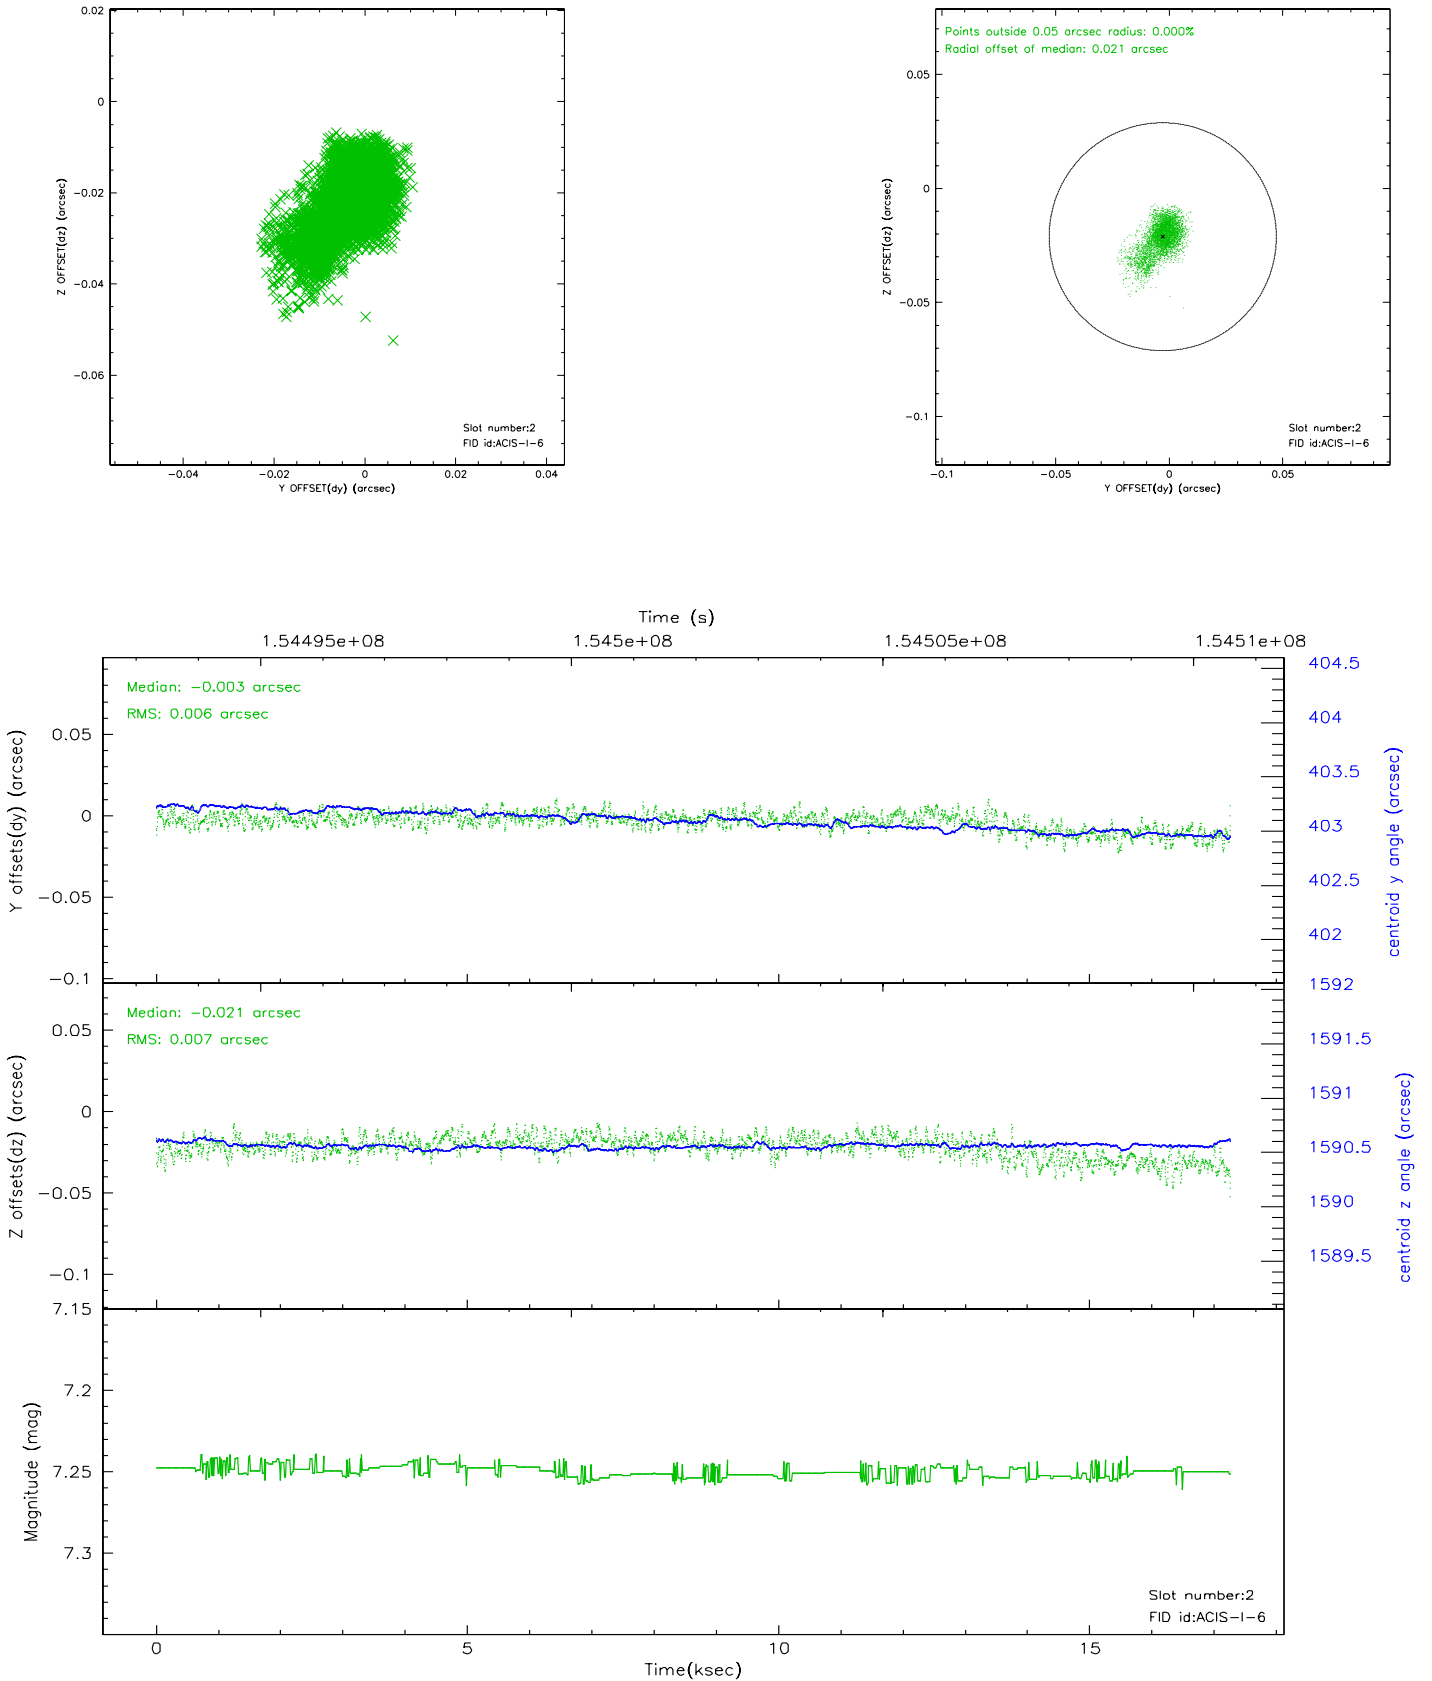 0.02
0
-0.02
-0.04
-0.06
Z OFFSET(dz) (arcsec)
Slot number:2
FID id:ACIS-I-6
-0.04
-0.02
0
0.02
0.04
Y OFFSET(dy) (arcsec)
Points outside 0.05 arcsec radius: 0.000%
Radial offset of median: 0.021 arcsec
0.05
0
-0.05
-0.1
Z OFFSET(dz) (arcsec)
Slot number:2
FID id:ACIS-I-6
-0.1
-0.05
0
0.05
Y OFFSET(dy) (arcsec)
Time (s)
1.54495e+08
1.545e+08
1.54505e+08
1.5451e+08
Median: -0.003 arcsec
RMS: 0.006 arcsec
0.05
0
-0.05
-0.1
Y offsets(dy) (arcsec)
404.5
404
403.5
403
402.5
402
centroid y angle (arcsec)
Median: -0.021 arcsec
RMS: 0.007 arcsec
0.05
0
-0.05
-0.1
Z offsets(dz) (arcsec)
1592
1591.5
1591
1590.5
1590
1589.5
centroid z angle (arcsec)
7.15
7.2
7.25
7.3
Magnitude (mag)
Slot number:2
FID id:ACIS-I-6
0
5
10
15
Time(ksec)